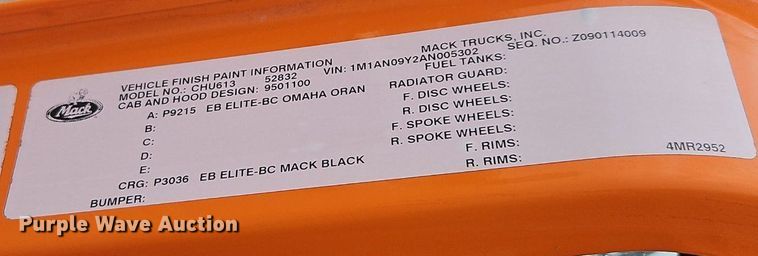 MACK TRUCKS, INC.
VEHICLE FINISH PAINT INFORMATION
MODEL NO.: CHU613 52832 VIN: 1M1AN09Y2AN005302 SEQ. NO.: Z090114009
CAB AND HOOD DESIGN: 9501100 FUEL TANKS:
A: P9215 EB ELITE-BC OMAHA ORAN RADIATOR GUARD:
B: F. DISC WHEELS:
C: R. DISC WHEELS:
D: F. SPOKE WHEELS:
E: R. SPOKE WHEELS:
CRG: P3036 EB ELITE-BC MACK BLACK F. RIMS: 4MR2952
BUMPER: R. RIMS:
Mack
Purple Wave Auction